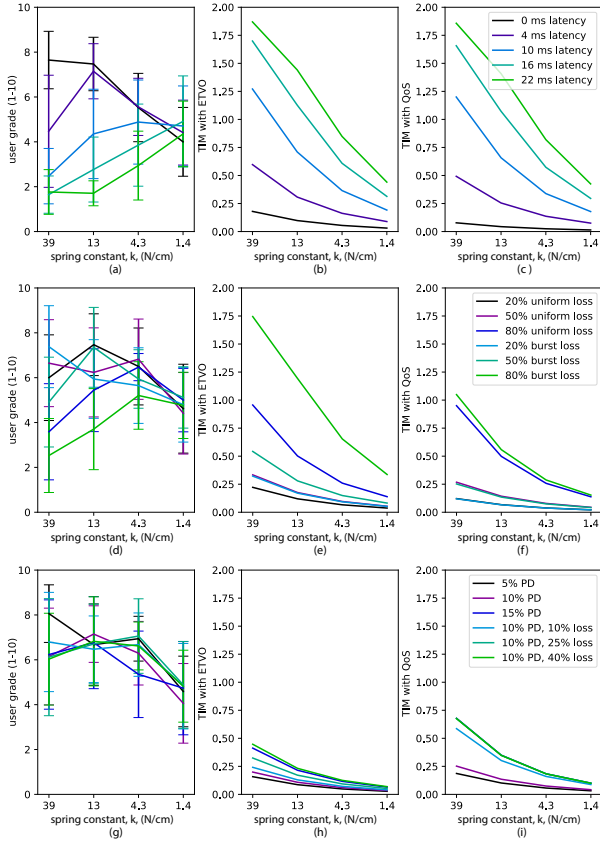 user grade (1-10)
10
8
6
4
2
0
39
13
4.3
1.4
spring constant, k, (N/cm)
(a)
TIM with ETVO
2.00
1.75
1.50
1.25
1.00
0.75
0.50
0.25
0.00
39
13
4.3
1.4
spring constant, k, (N/cm)
(b)
TIM with QoS
2.00
1.75
1.50
1.25
1.00
0.75
0.50
0.25
0.00
0 ms latency
4 ms latency
10 ms latency
16 ms latency
22 ms latency
39
13
4.3
1.4
spring constant, k, (N/cm)
(c)
user grade (1-10)
10
8
6
4
2
0
39
13
4.3
1.4
spring constant, k, (N/cm)
(d)
TIM with ETVO
2.00
1.75
1.50
1.25
1.00
0.75
0.50
0.25
0.00
39
13
4.3
1.4
spring constant, k, (N/cm)
(e)
TIM with QoS
2.00
1.75
1.50
1.25
1.00
0.75
0.50
0.25
0.00
20% uniform loss
50% uniform loss
80% uniform loss
20% burst loss
50% burst loss
80% burst loss
39
13
4.3
1.4
spring constant, k, (N/cm)
(f)
user grade (1-10)
10
8
6
4
2
0
39
13
4.3
1.4
spring constant, k, (N/cm)
(g)
TIM with ETVO
2.00
1.75
1.50
1.25
1.00
0.75
0.50
0.25
0.00
39
13
4.3
1.4
spring constant, k, (N/cm)
(h)
TIM with QoS
2.00
1.75
1.50
1.25
1.00
0.75
0.50
0.25
0.00
5% PD
10% PD
15% PD
10% PD, 10% loss
10% PD, 25% loss
10% PD, 40% loss
39
13
4.3
1.4
spring constant, k, (N/cm)
(i)